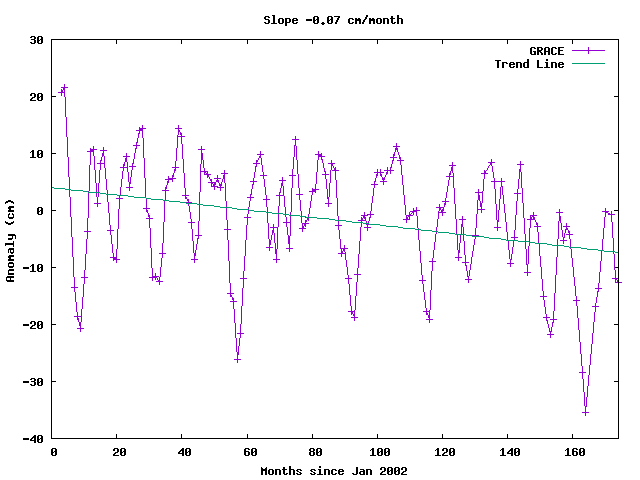 Slope -0.07 cm/month
GRACE
Trend Line
30
20
10
0
-10
-20
-30
-40
Anomaly (cm)
0 20 40 60 80 100 120 140 160
Months since Jan 2002